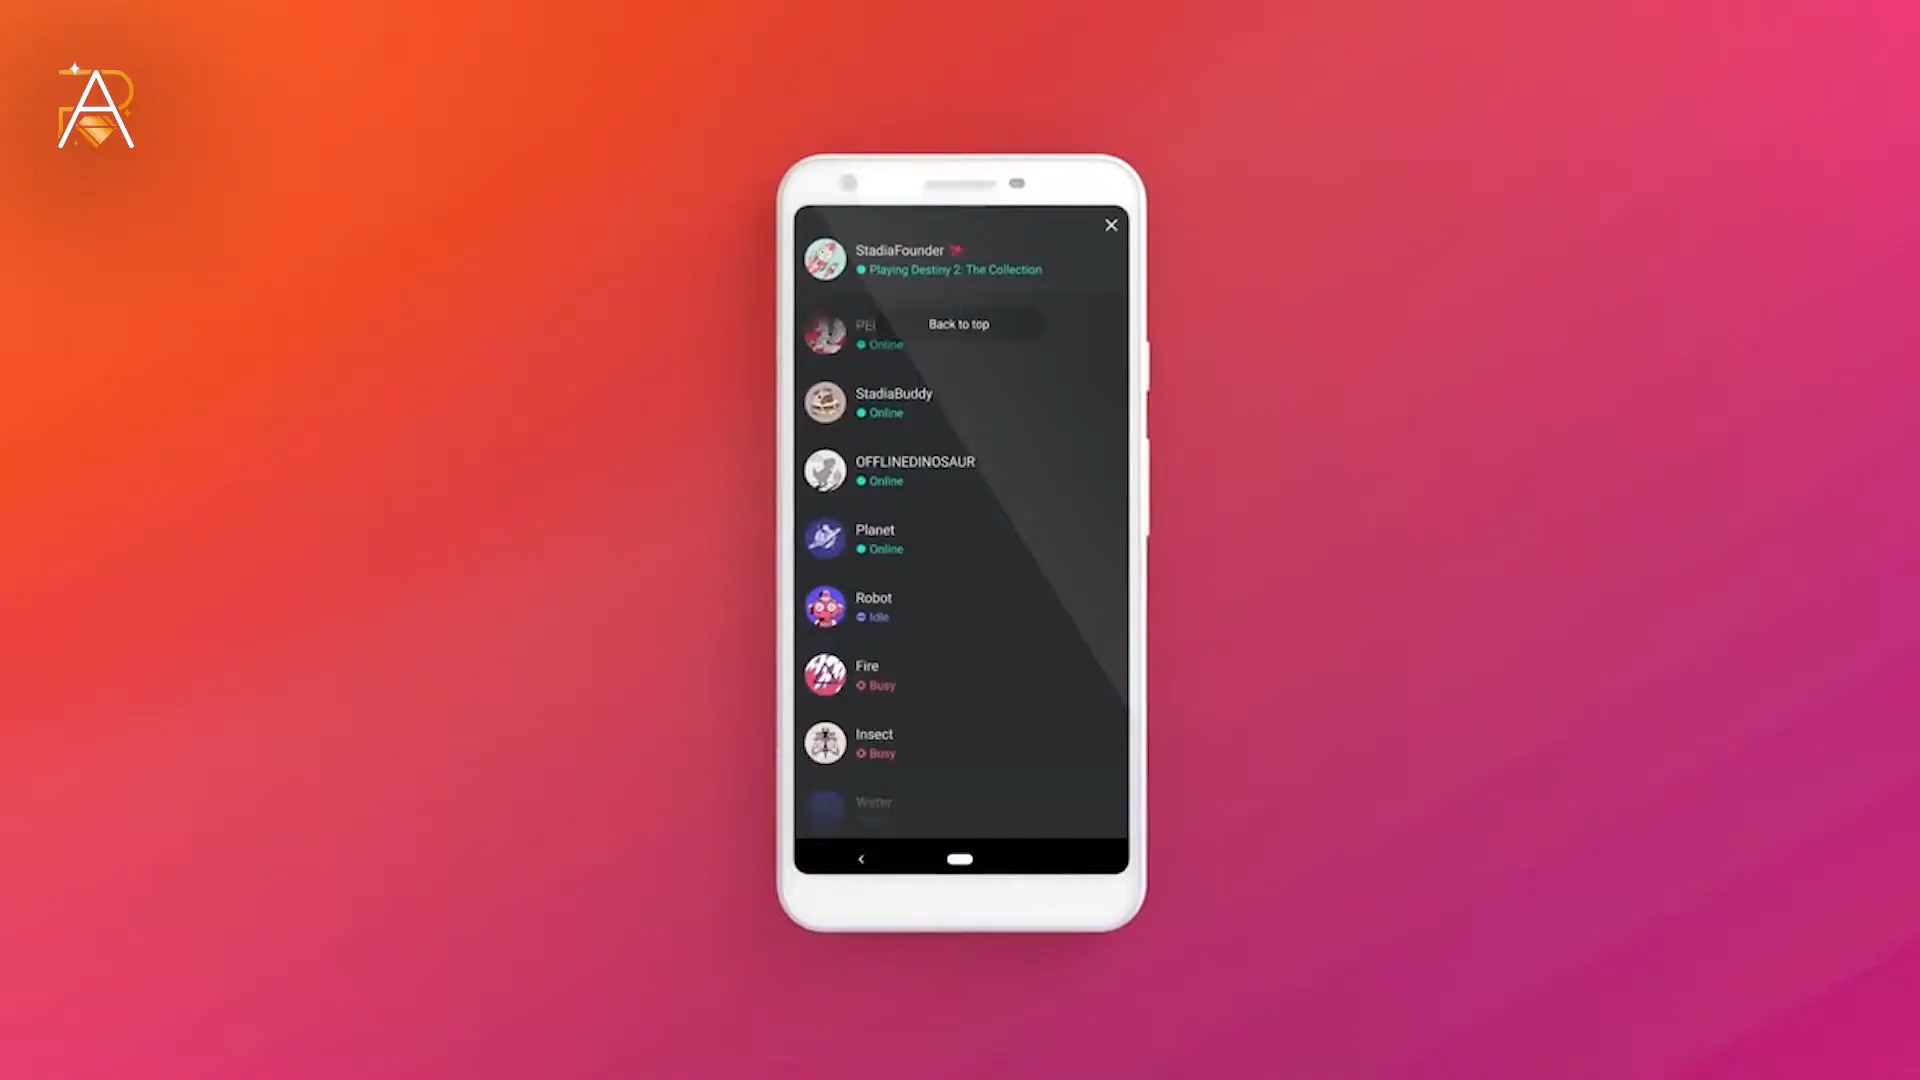 StadiaFounder
Playing Destiny 2: The Collection
Back to top
PEI
Online
StadiaBuddy
Online
OFFLINEDINOSAUR
Online
Planet
Online
Robot
Idle
Fire
Busy
Insect
Busy
Water